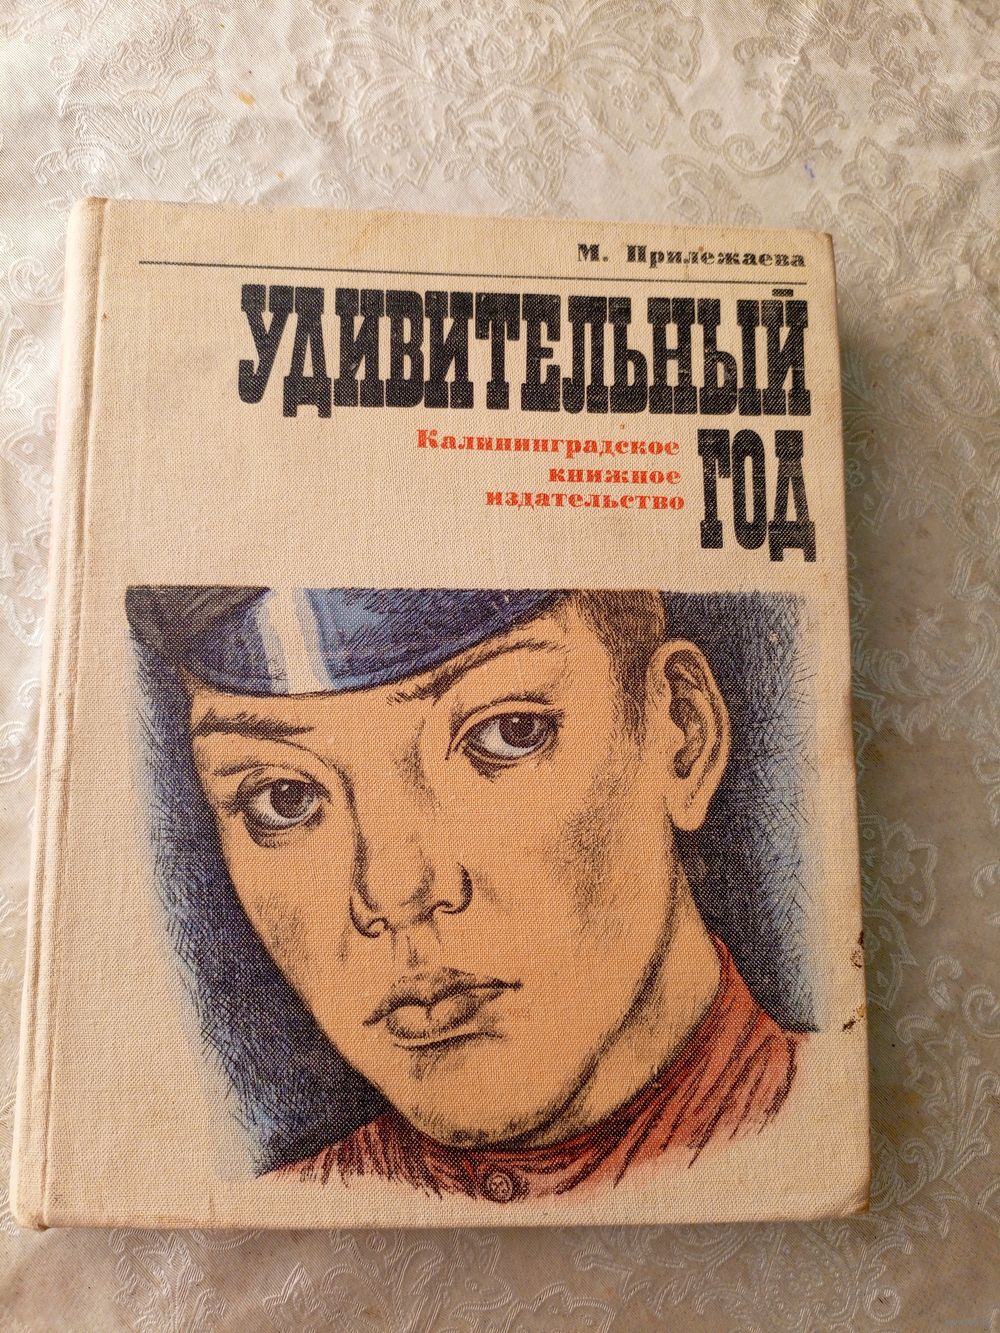 М. Прилежаева
УДИВИТЕЛЬНЫЙ
ГОД
Калининградское
книжное
издательство